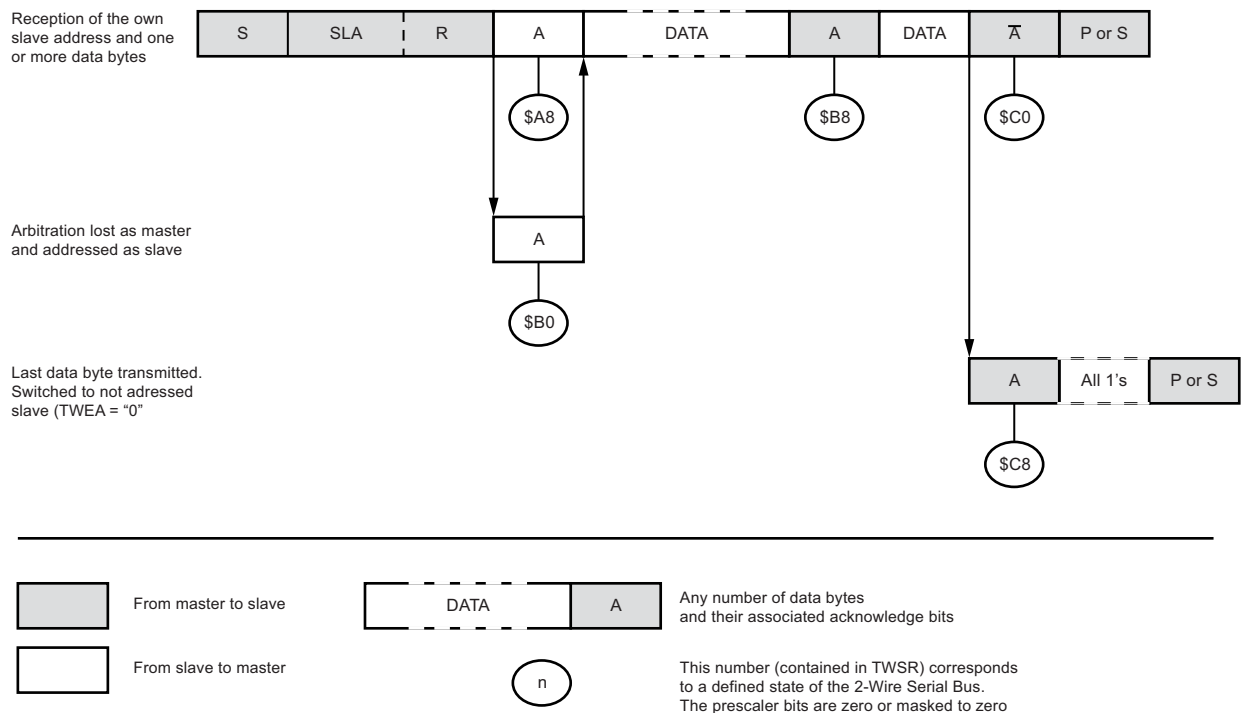 Reception of the own
slave address and one
or more data bytes
S SLA R A DATA A DATA A̅ P or S
$A8 $B8 $C0
Arbitration lost as master
and addressed as slave
A
$B0
Last data byte transmitted.
Switched to not adressed
slave (TWEA = “0”
A All 1's P or S
$C8
From master to slave
DATA A
Any number of data bytes
and their associated acknowledge bits
From slave to master
n
This number (contained in TWSR) corresponds
to a defined state of the 2-Wire Serial Bus.
The prescaler bits are zero or masked to zero